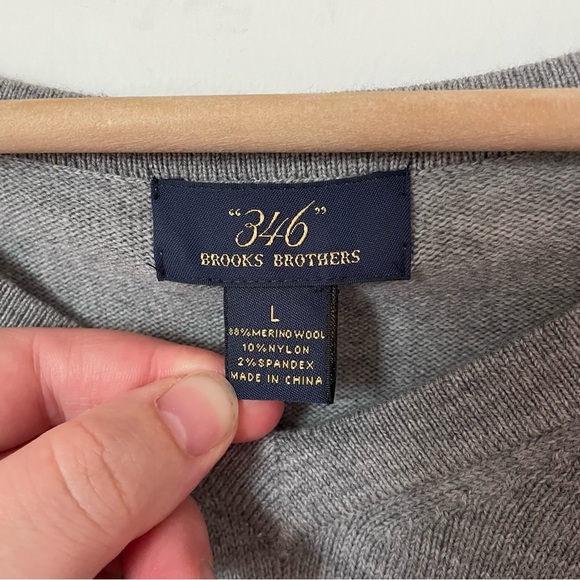 "346"
BROOKS BROTHERS
L
88%MERINO WOOL
10%NYLON
2%SPANDEX
MADE IN CHINA